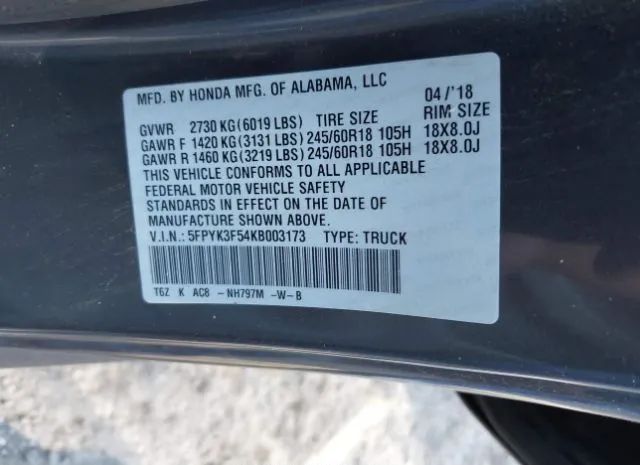 MFD. BY HONDA MFG. OF ALABAMA, LLC 04/'18
GVWR 2730 KG(6019 LBS) TIRE SIZE RIM SIZE
GAWR F 1420 KG(3131 LBS) 245/60R18 105H 18X8.0J
GAWR R 1460 KG(3219 LBS) 245/60R18 105H 18X8.0J
THIS VEHICLE CONFORMS TO ALL APPLICABLE
FEDERAL MOTOR VEHICLE SAFETY
STANDARDS IN EFFECT ON THE DATE OF
MANUFACTURE SHOWN ABOVE.
V.I.N.: 5FPYK3F54KB003173 TYPE: TRUCK
T6Z K AC8 - NH797M -W-B